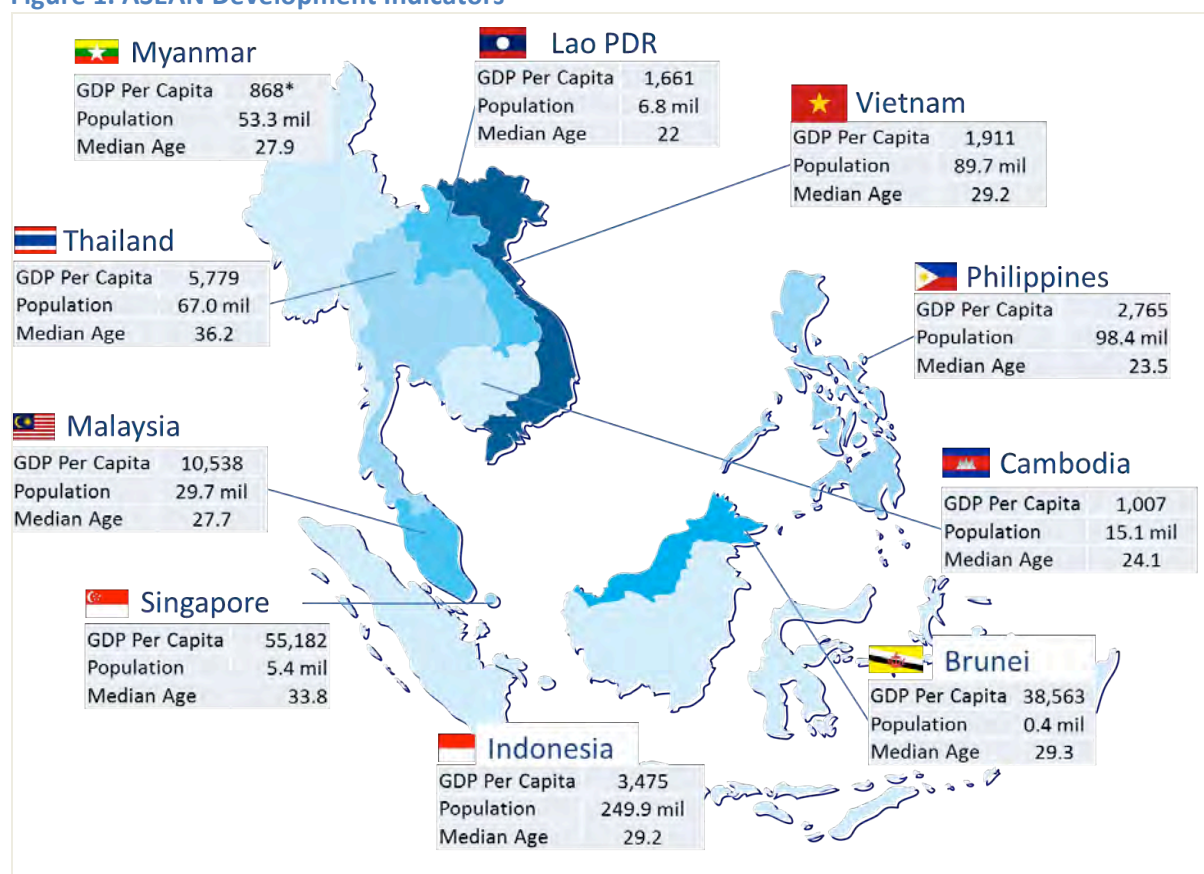 Figure 1. ASEAN Development Indicators
Myanmar
GDP Per Capita 868*
Population 53.3 mil
Median Age 27.9
Lao PDR
GDP Per Capita 1,661
Population 6.8 mil
Median Age 22
Vietnam
GDP Per Capita 1,911
Population 89.7 mil
Median Age 29.2
Thailand
GDP Per Capita 5,779
Population 67.0 mil
Median Age 36.2
Philippines
GDP Per Capita 2,765
Population 98.4 mil
Median Age 23.5
Malaysia
GDP Per Capita 10,538
Population 29.7 mil
Median Age 27.7
Cambodia
GDP Per Capita 1,007
Population 15.1 mil
Median Age 24.1
Singapore
GDP Per Capita 55,182
Population 5.4 mil
Median Age 33.8
Brunei
GDP Per Capita 38,563
Population 0.4 mil
Median Age 29.3
Indonesia
GDP Per Capita 3,475
Population 249.9 mil
Median Age 29.2